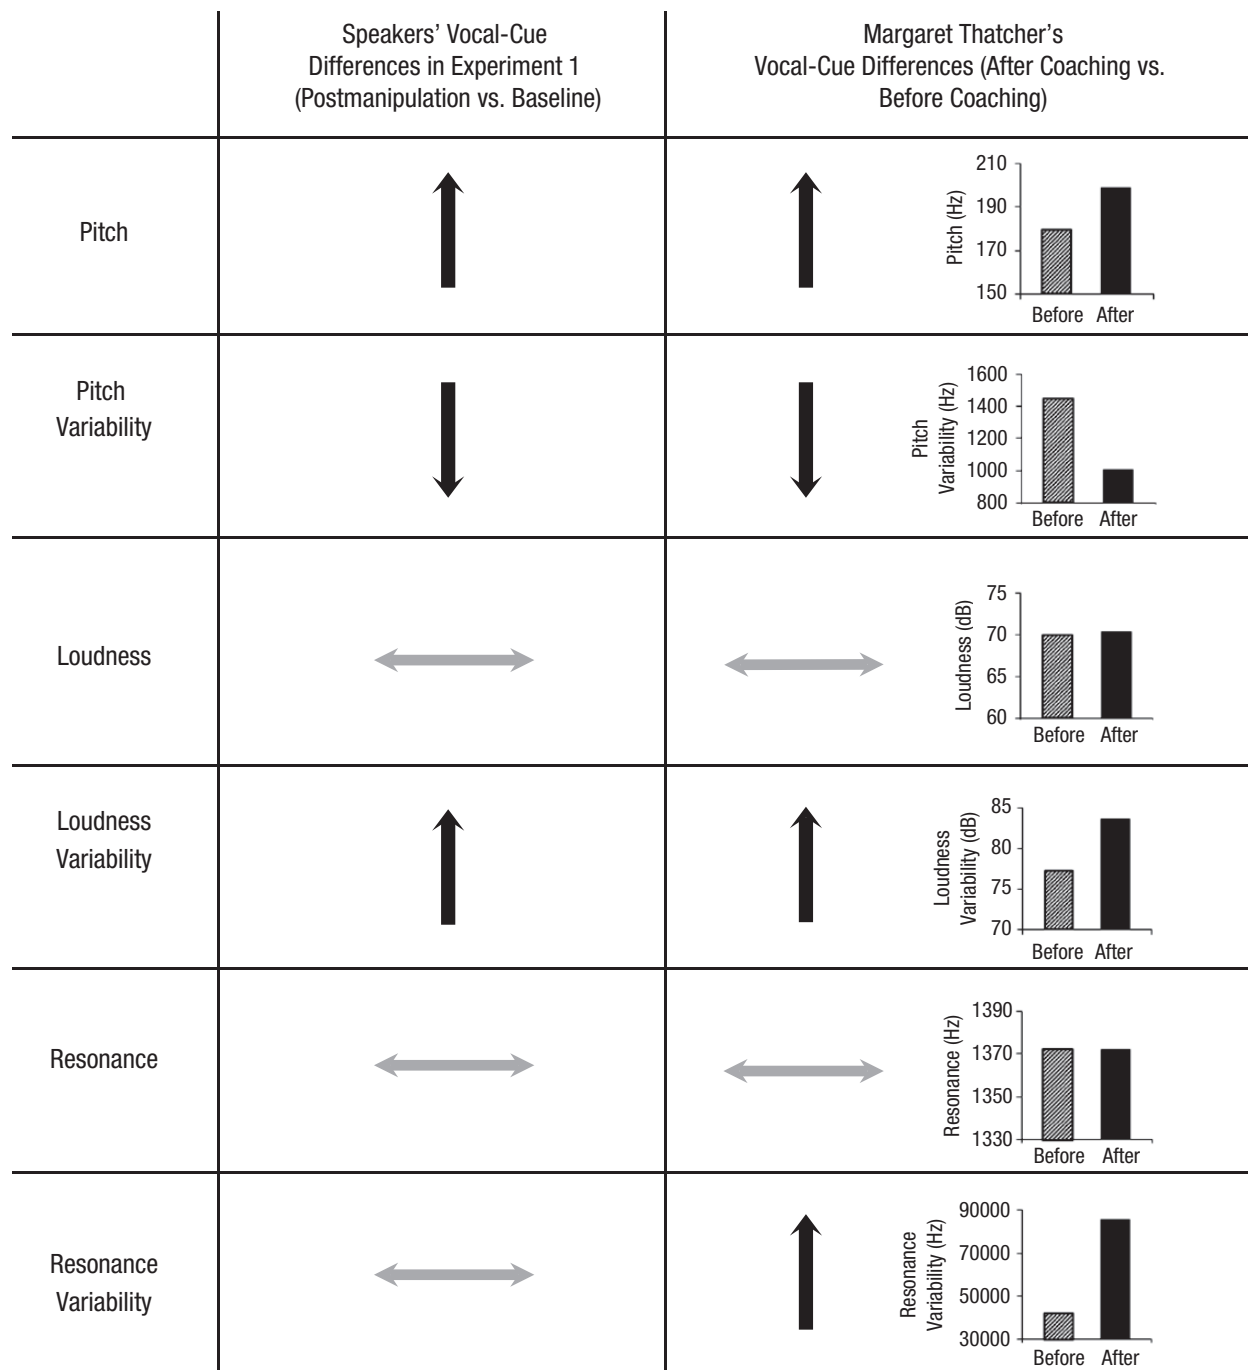 Speakers’ Vocal-Cue
Differences in Experiment 1
(Postmanipulation vs. Baseline)
Margaret Thatcher’s
Vocal-Cue Differences (After Coaching vs.
Before Coaching)
Pitch
Pitch (Hz)
210
190
170
150
Before After
Pitch
Variability
Pitch
Variability (Hz)
1600
1400
1200
1000
800
Before After
Loudness
Loudness (dB)
75
70
65
60
Before After
Loudness
Variability
Loudness
Variability (dB)
85
80
75
70
Before After
Resonance
Resonance (Hz)
1390
1370
1350
1330
Before After
Resonance
Variability
Resonance
Variability (Hz)
90000
70000
50000
30000
Before After